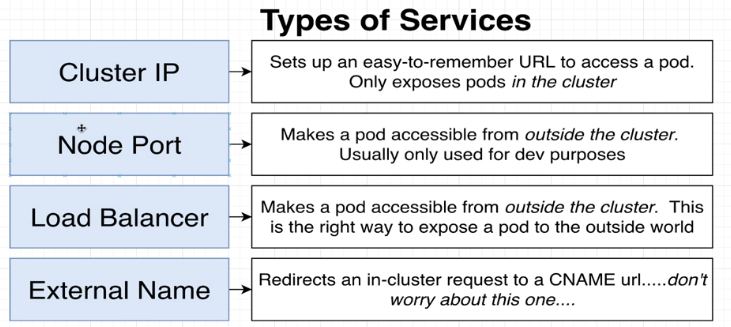 Types of Services
Cluster IP
Sets up an easy-to-remember URL to access a pod.
Only exposes pods in the cluster
Node Port
Makes a pod accessible from outside the cluster.
Usually only used for dev purposes
Load Balancer
Makes a pod accessible from outside the cluster.  This
is the right way to expose a pod to the outside world
External Name
Redirects an in-cluster request to a CNAME url.....don't
worry about this one....